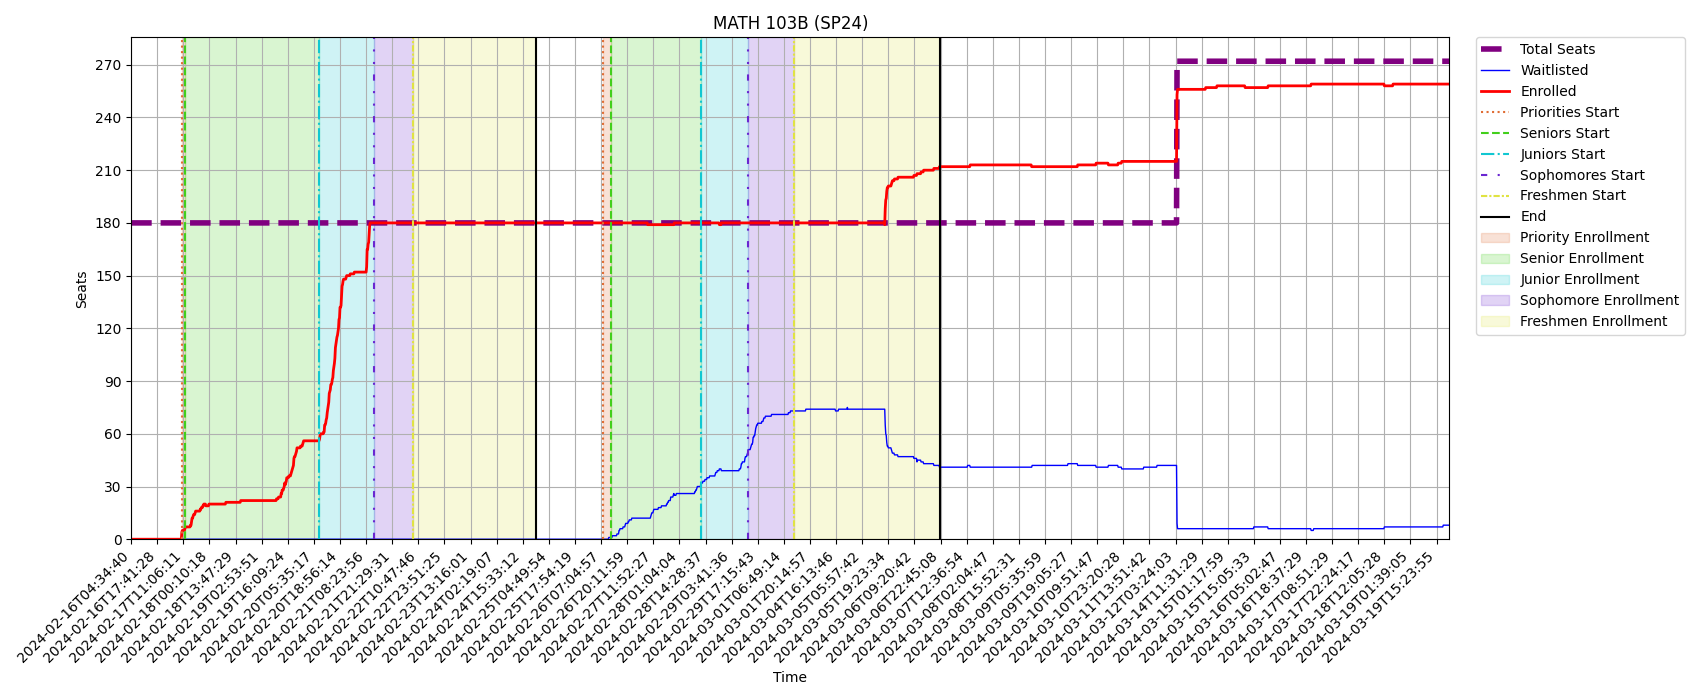 MATH 103B (SP24)
Seats
270
240
210
180
150
120
90
60
30
0
2024-02-16T04:34:40
2024-02-16T17:41:28
2024-02-17T11:06:11
2024-02-18T00:10:18
2024-02-18T13:47:29
2024-02-19T02:53:51
2024-02-19T16:09:24
2024-02-20T05:35:17
2024-02-20T18:56:14
2024-02-21T08:23:56
2024-02-21T21:29:31
2024-02-22T10:47:46
2024-02-22T23:51:25
2024-02-23T13:16:01
2024-02-24T02:19:07
2024-02-24T15:33:12
2024-02-25T04:49:54
2024-02-25T17:54:19
2024-02-26T07:04:57
2024-02-26T20:11:59
2024-02-27T11:52:27
2024-02-28T01:04:04
2024-02-28T14:28:37
2024-02-29T03:41:36
2024-02-29T17:15:43
2024-03-01T06:49:14
2024-03-01T20:14:57
2024-03-04T16:13:46
2024-03-05T05:57:42
2024-03-05T19:23:34
2024-03-06T09:20:42
2024-03-06T22:45:08
2024-03-07T12:36:54
2024-03-08T02:04:47
2024-03-08T15:52:31
2024-03-09T05:35:59
2024-03-09T19:05:27
2024-03-10T09:51:47
2024-03-10T23:20:28
2024-03-11T13:51:42
2024-03-12T03:24:03
2024-03-14T11:31:29
2024-03-15T01:17:59
2024-03-15T15:05:33
2024-03-16T05:02:47
2024-03-16T18:37:29
2024-03-17T08:51:29
2024-03-17T22:24:17
2024-03-18T12:05:28
2024-03-19T01:39:05
2024-03-19T15:23:55
Time
Total Seats
Waitlisted
Enrolled
Priorities Start
Seniors Start
Juniors Start
Sophomores Start
Freshmen Start
End
Priority Enrollment
Senior Enrollment
Junior Enrollment
Sophomore Enrollment
Freshmen Enrollment